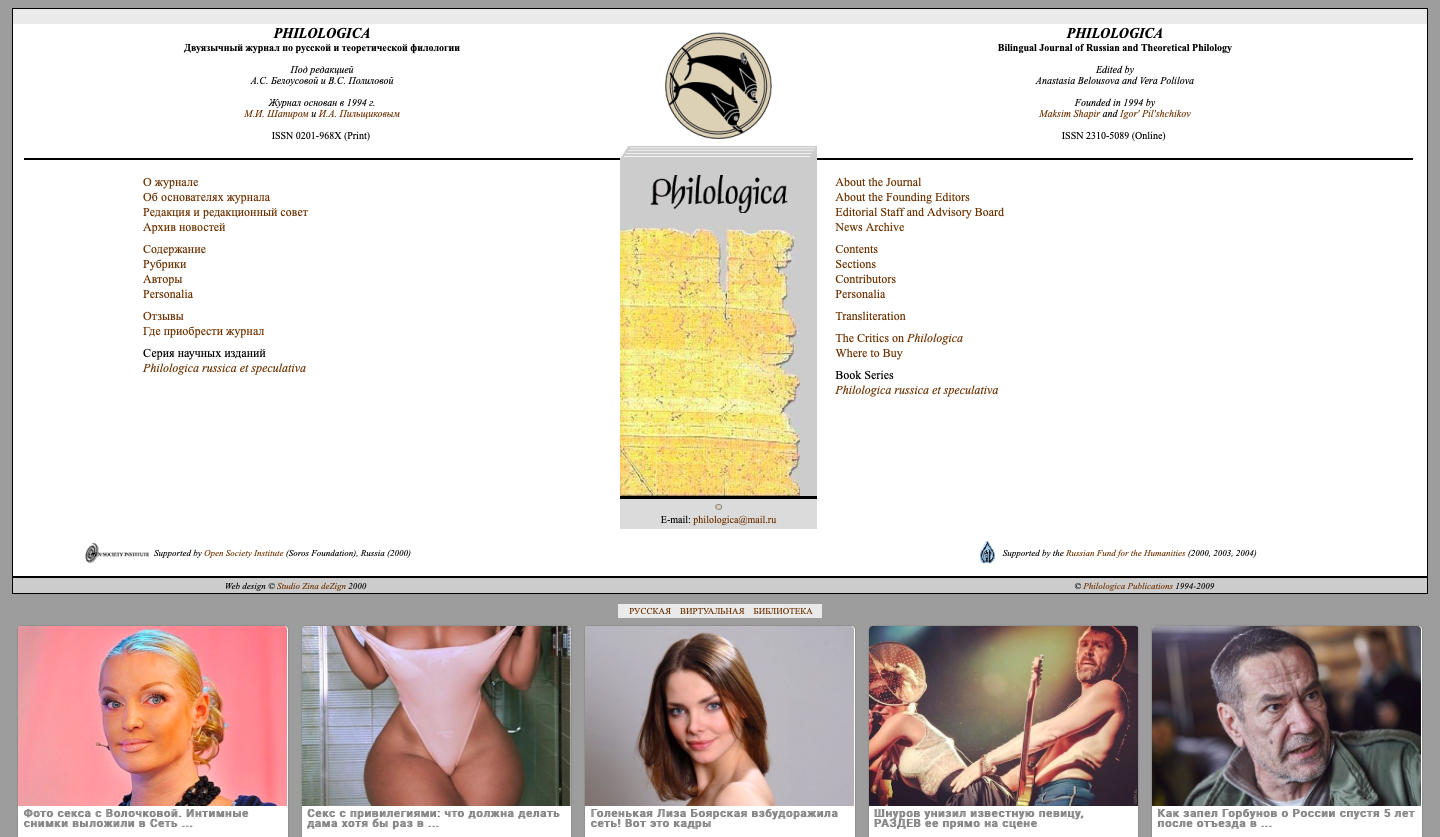 PHILOLOGICA
Двуязычный журнал по русской и теоретической филологии
Под редакцией
А.С. Белоусовой и В.С. Полиловой
Журнал основан в 1994 г.
М.И. Шапиром и И.А. Пильщиковым
ISSN 0201-968X (Print)
PHILOLOGICA
Bilingual Journal of Russian and Theoretical Philology
Edited by
Anastasia Belousova and Vera Polilova
Founded in 1994 by
Maksim Shapir and Igor' Pil'shchikov
ISSN 2310-5089 (Online)
О журнале
Об основателях журнала
Редакция и редакционный совет
Архив новостей
Содержание
Рубрики
Авторы
Personalia
Отзывы
Где приобрести журнал
Серия научных изданий
Philologica russica et speculativa
Philologica
©
E-mail: philologica@mail.ru
About the Journal
About the Founding Editors
Editorial Staff and Advisory Board
News Archive
Contents
Sections
Contributors
Personalia
Transliteration
The Critics on Philologica
Where to Buy
Book Series
Philologica russica et speculativa
OPEN SOCIETY INSTITUTE Supported by Open Society Institute (Soros Foundation), Russia (2000)
Supported by the Russian Fund for the Humanities (2000, 2003, 2004)
Web design © Studio Zina deZign 2000
© Philologica Publications 1994-2009
РУССКАЯ ВИРТУАЛЬНАЯ БИБЛИОТЕКА
Фото секса с Волочковой. Интимные
снимки выложили в Сеть ...
Секс с привилегиями: что должна делать
дама хотя бы раз в ...
Голенькая Лиза Боярская взбудоражила
сеть! Вот это кадры
Шнуров унизил известную певицу,
РАЗДЕВ ее прямо на сцене
Как запел Горбунов о России спустя 5 лет
после отъезда в ...